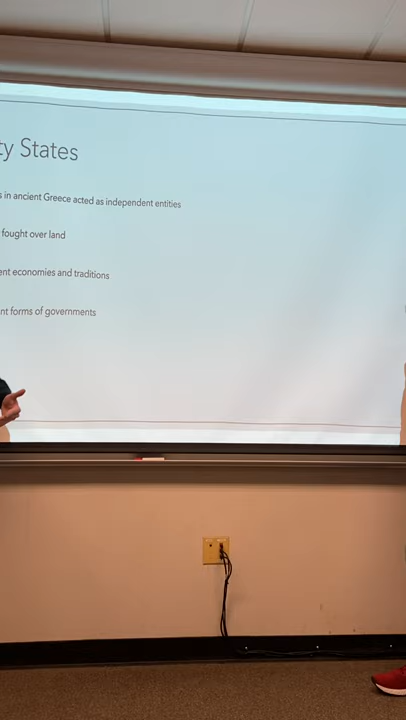 ty States
s in ancient Greece acted as independent entities
fought over land
ent economies and traditions
nt forms of governments